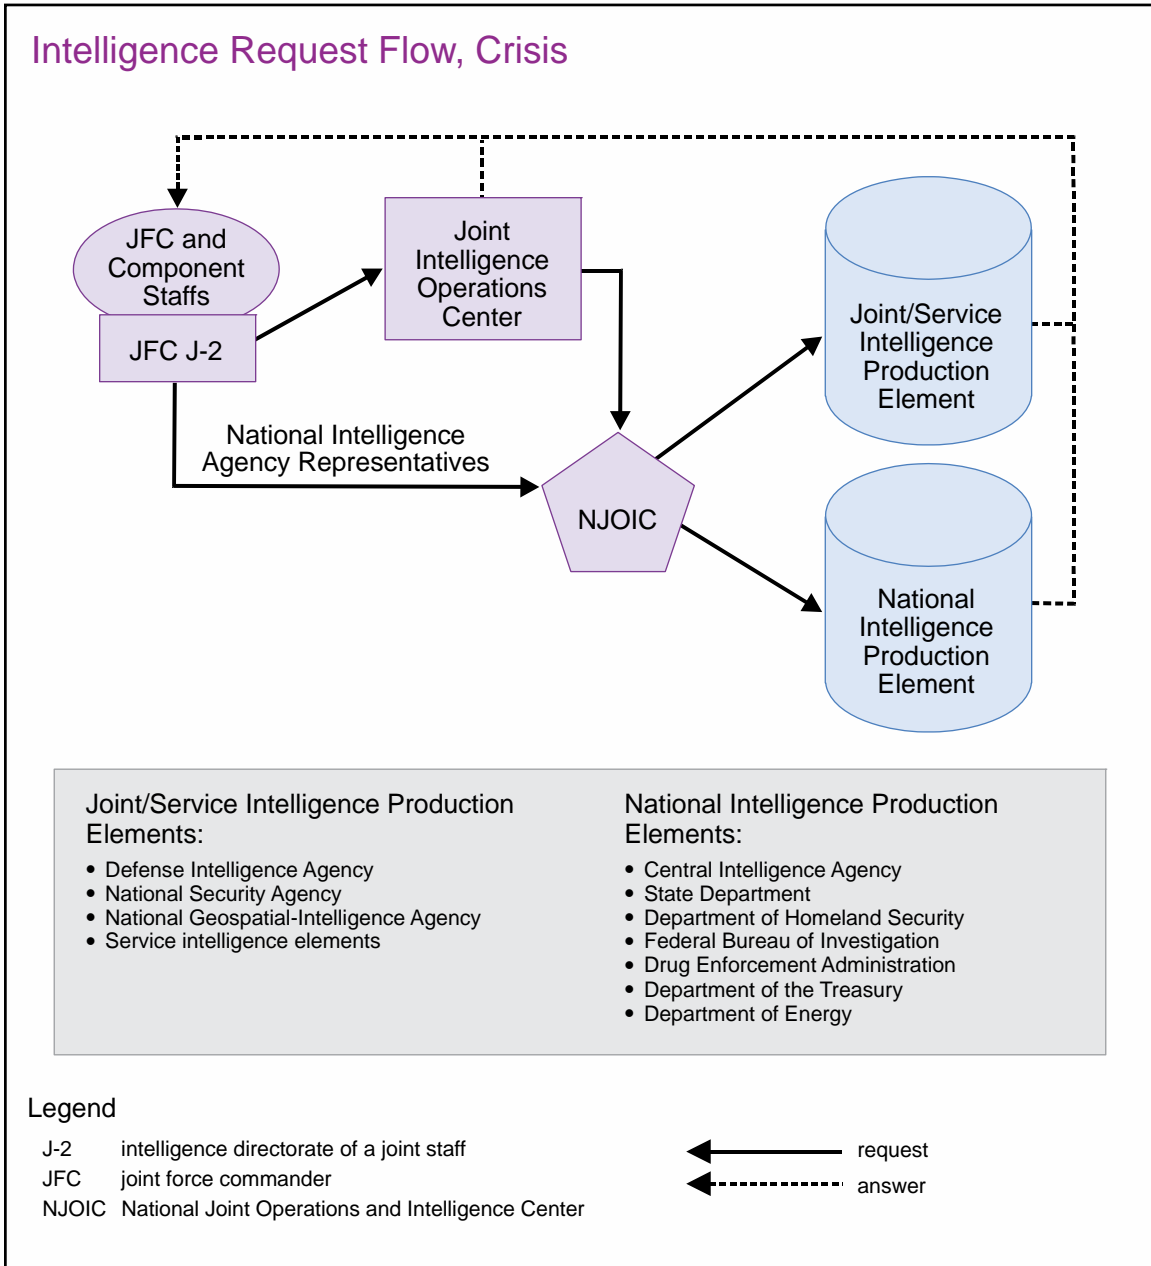 Intelligence Request Flow, Crisis
JFC and
Component
Staffs
JFC J-2
Joint
Intelligence
Operations
Center
National Intelligence
Agency Representatives
NJOIC
Joint/Service
Intelligence
Production
Element
National
Intelligence
Production
Element
Joint/Service Intelligence Production
Elements:
• Defense Intelligence Agency
• National Security Agency
• National Geospatial-Intelligence Agency
• Service intelligence elements
National Intelligence Production
Elements:
• Central Intelligence Agency
• State Department
• Department of Homeland Security
• Federal Bureau of Investigation
• Drug Enforcement Administration
• Department of the Treasury
• Department of Energy
Legend
J-2 intelligence directorate of a joint staff
JFC joint force commander
NJOIC National Joint Operations and Intelligence Center
request
answer